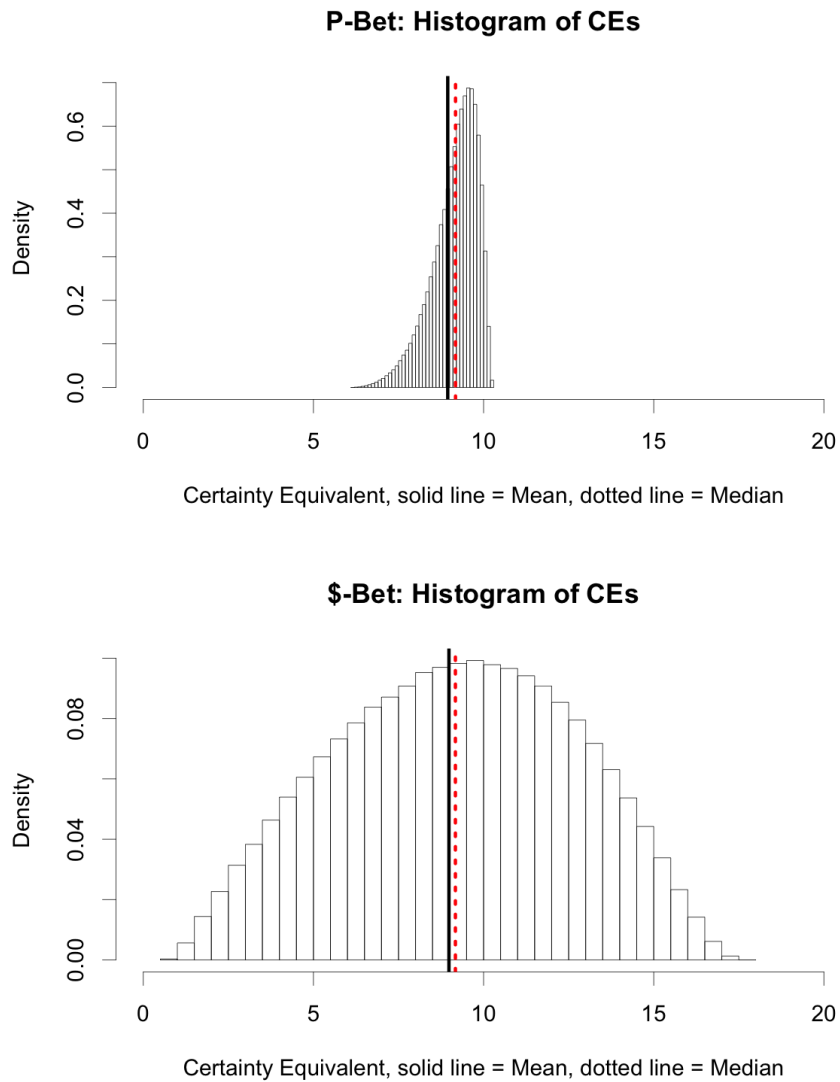 P-Bet: Histogram of CEs
Density
0.0 0.2 0.4 0.6
0 5 10 15 20
Certainty Equivalent, solid line = Mean, dotted line = Median
$-Bet: Histogram of CEs
Density
0.00 0.04 0.08
0 5 10 15 20
Certainty Equivalent, solid line = Mean, dotted line = Median